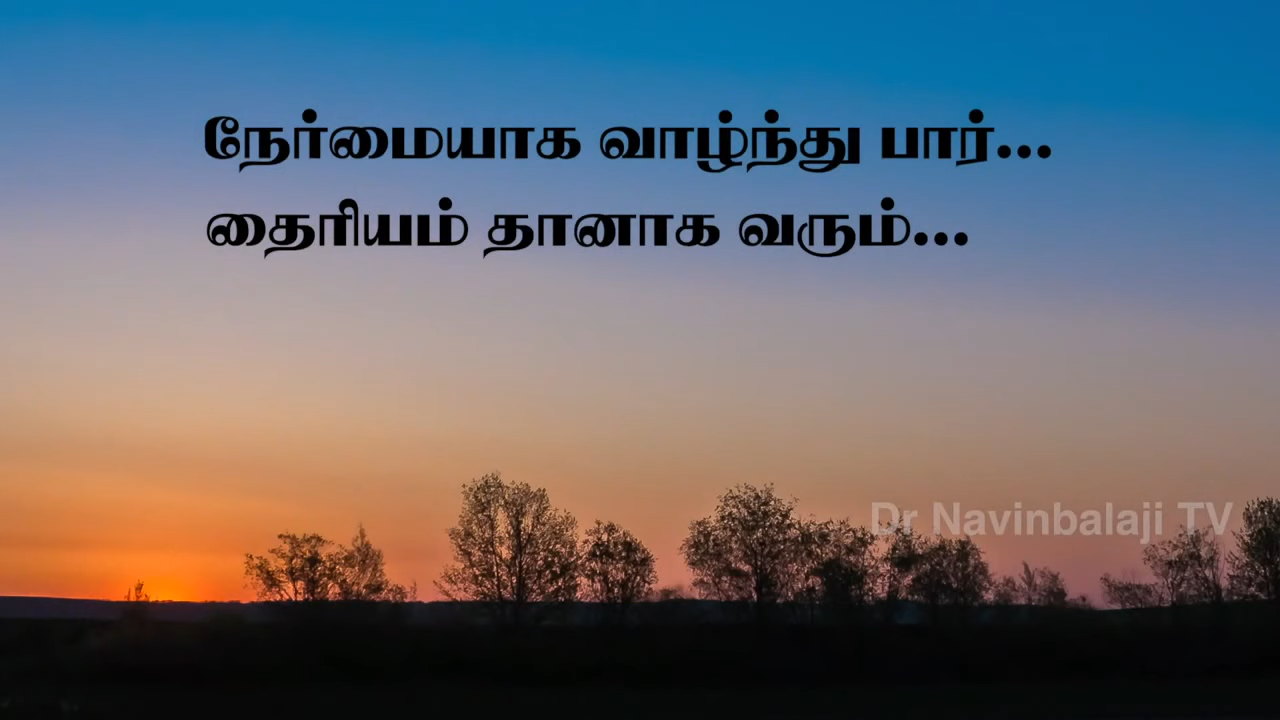 நேர்மையாக வாழ்ந்து பார்...
தைரியம் தானாக வரும்...
Dr Navinbalaji TV